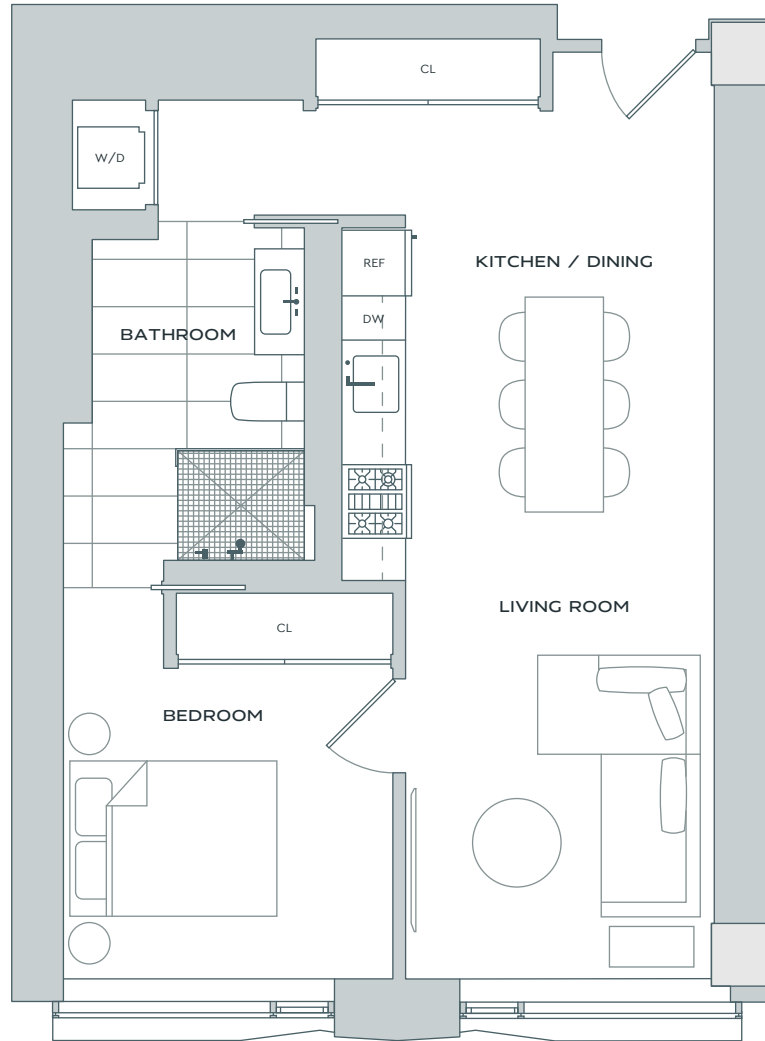 CL
W/D
REF
KITCHEN / DINING
DW
BATHROOM
LIVING ROOM
CL
BEDROOM